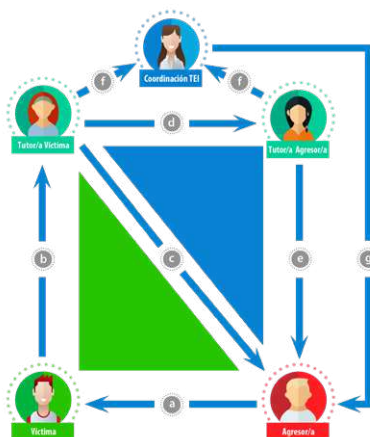 Coordinación TEI
f
f
Tutor/a Víctima
d
Tutor/a Agresor/a
b
c
e
g
Víctima
a
Agresor/a